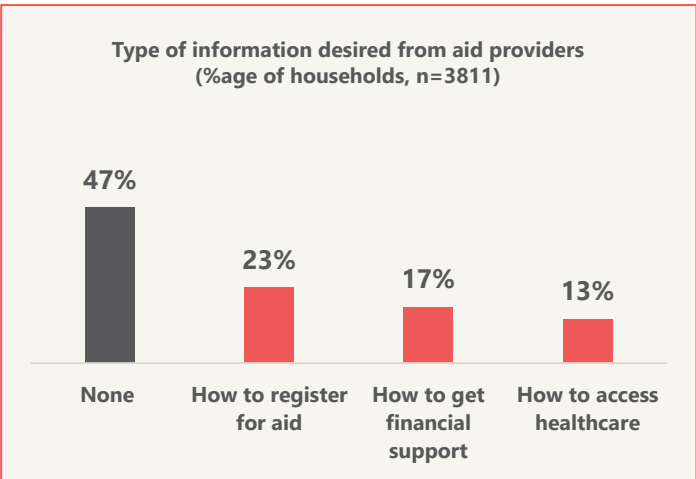 Type of information desired from aid providers
(%age of households, n=3811)
47%
23%
17%
13%
None
How to register
for aid
How to get
financial
support
How to access
healthcare